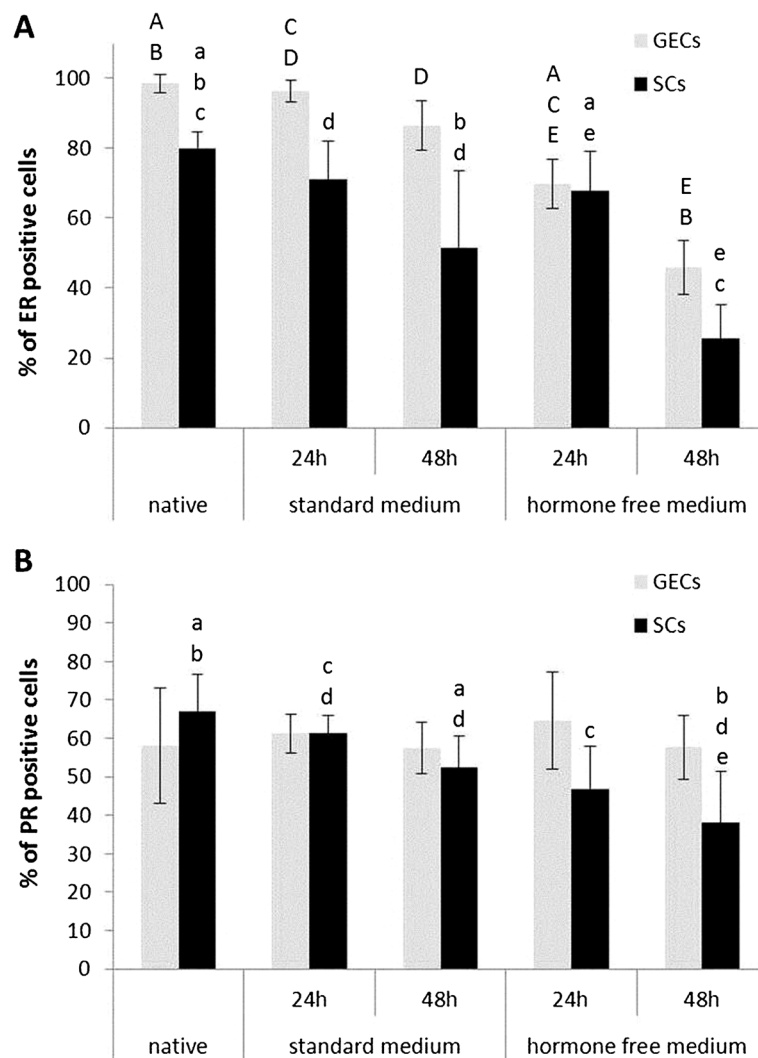 A
GECs
SCs
% of ER positive cells
100
80
60
40
20
0
A
B
a
b
c
C
D
d
D
b
d
A
C
E
a
e
E
B
e
c
24h 48h 24h 48h
native standard medium hormone free medium
B
GECs
SCs
% of PR positive cells
100
90
80
70
60
50
40
30
20
10
0
a
b
c
d
a
d
c
b
d
e
24h 48h 24h 48h
native standard medium hormone free medium